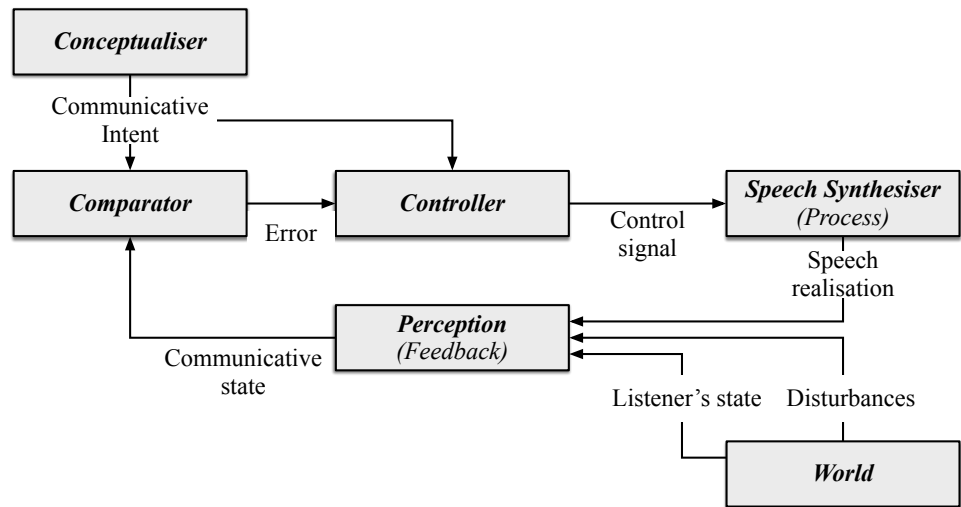 Conceptualiser
Communicative
Intent
Comparator
Error
Controller
Control
signal
Speech Synthesiser
(Process)
Speech
realisation
Perception
(Feedback)
Communicative
state
Listener’s state
Disturbances
World